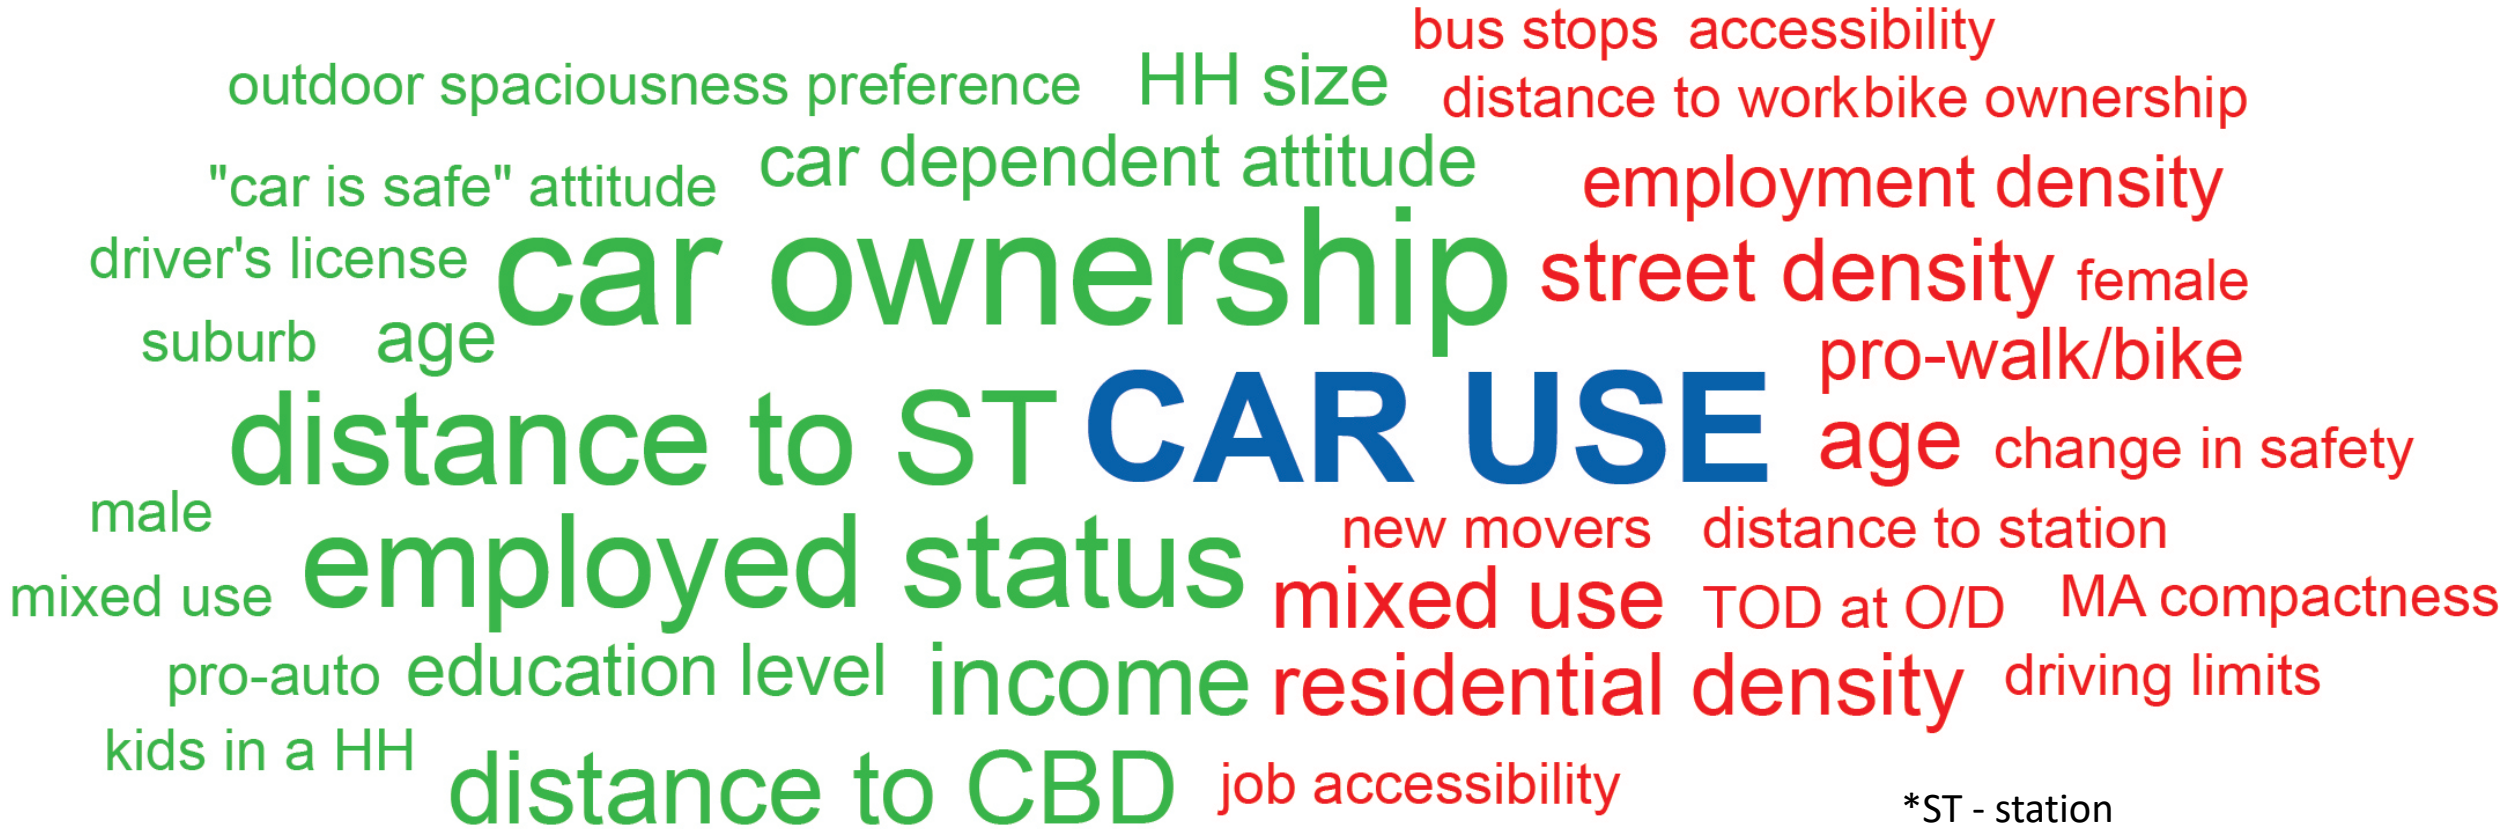 bus stops accessibility
outdoor spaciousness preference HH size
distance to workbike ownership
"car is safe" attitude car dependent attitude
employment density
driver's license car ownership
street density female
suburb age
pro-walk/bike
distance to ST CAR USE
age change in safety
male
employed status
new movers distance to station
mixed use
mixed use TOD at O/D MA compactness
pro-auto education level income
residential density driving limits
kids in a HH
distance to CBD
job accessibility
*ST - station